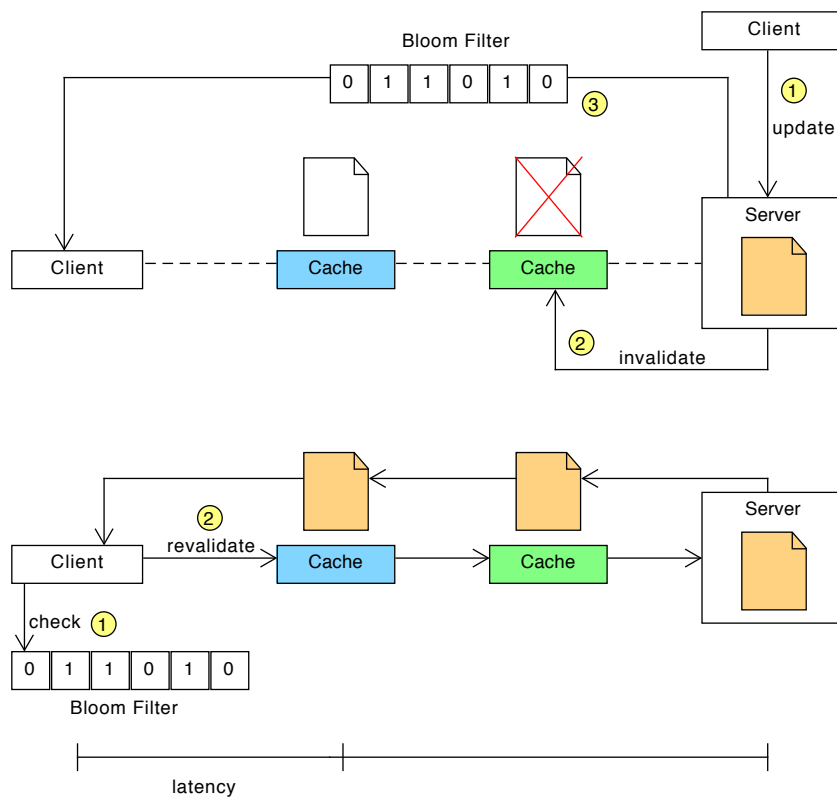 Client
Bloom Filter
0 1 1 0 1 0
3
1
update
Server
Client
Cache
Cache
2
invalidate
2
revalidate
Server
Client
Cache
Cache
check 1
0 1 1 0 1 0
Bloom Filter
latency